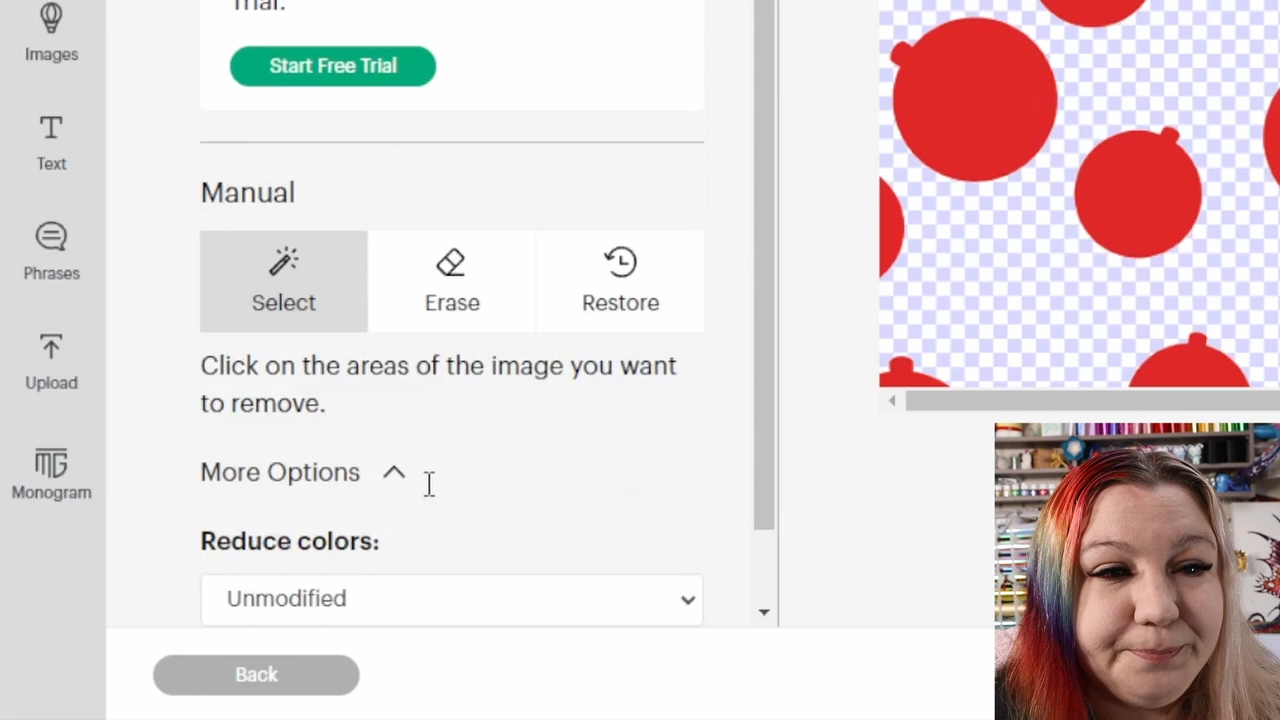 Trial.
Start Free Trial
Images
Text
Phrases
Upload
Monogram
Manual
Select
Erase
Restore
Click on the areas of the image you want
to remove.
More Options
Reduce colors:
Unmodified
Back